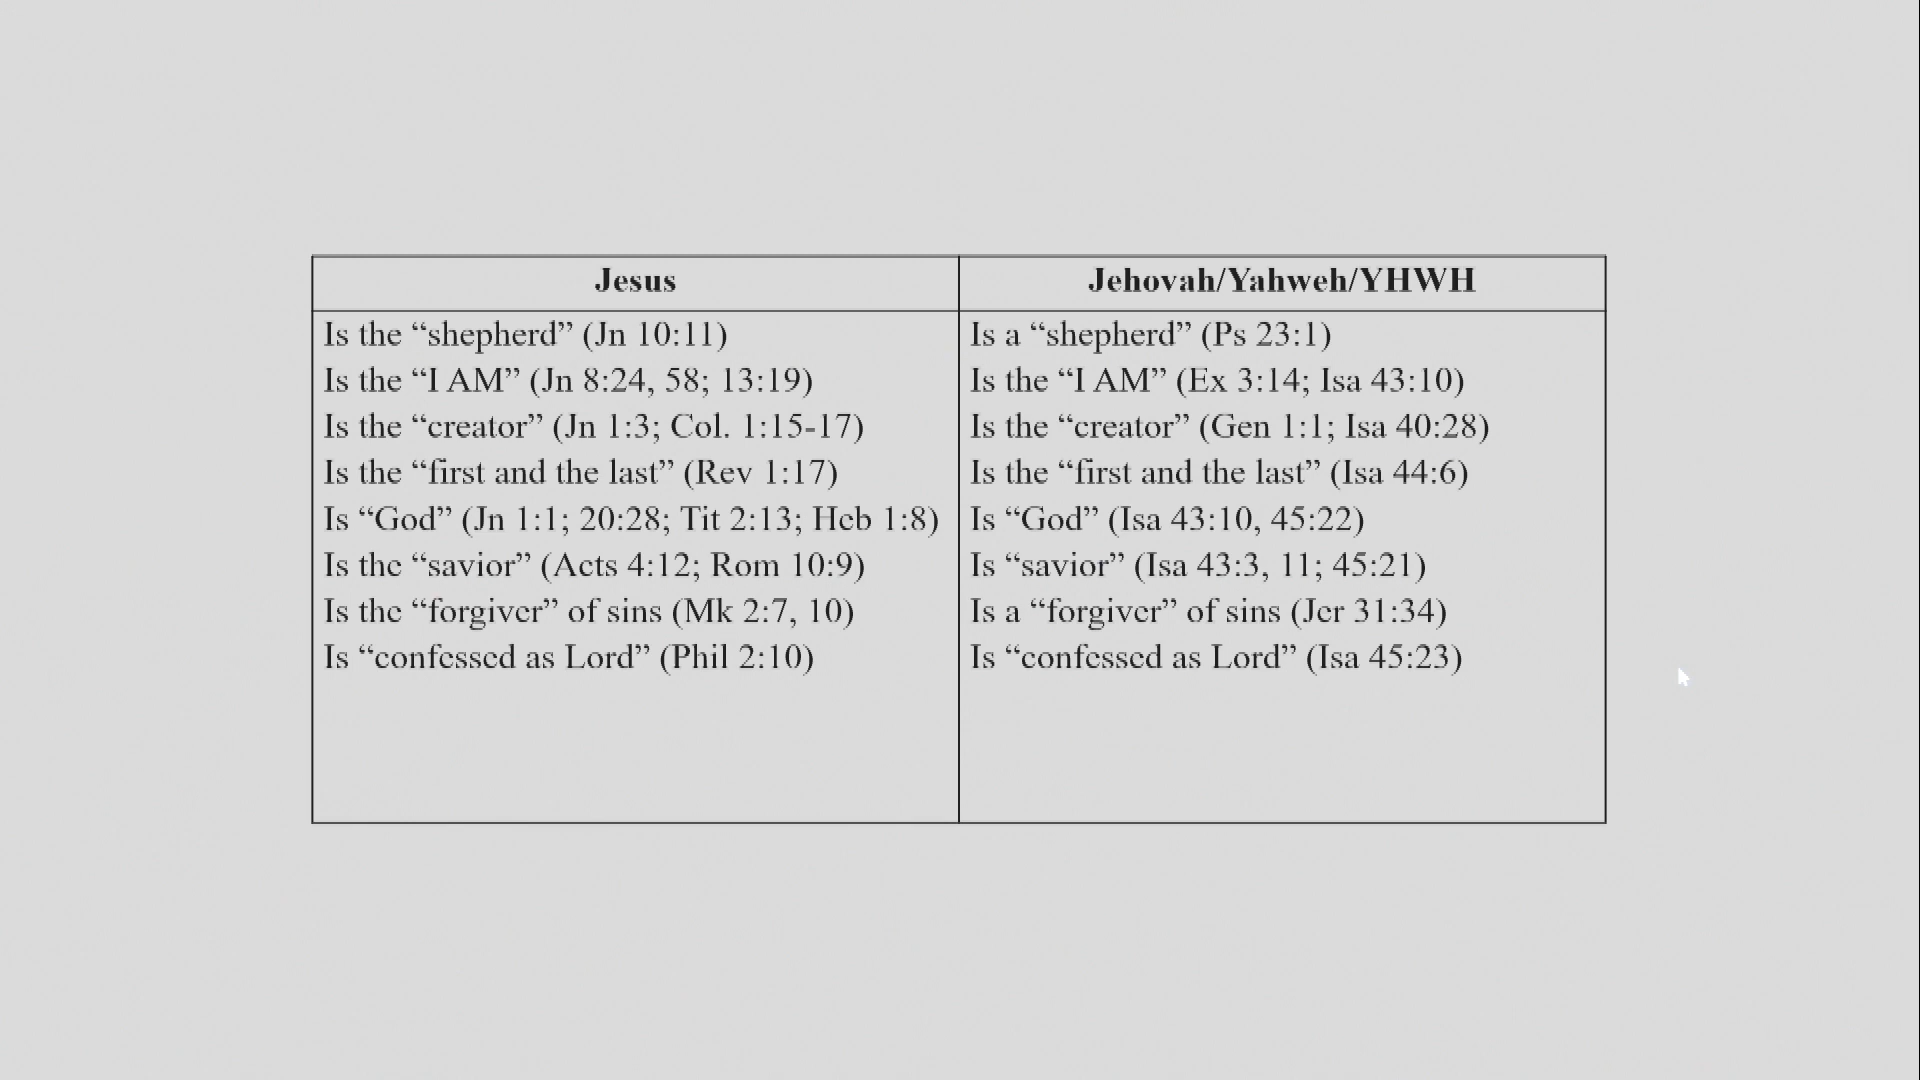 Jesus
Jehovah/Yahweh/YHWH
Is the “shepherd” (Jn 10:11)
Is a “shepherd” (Ps 23:1)
Is the “I AM” (Jn 8:24, 58; 13:19)
Is the “I AM” (Ex 3:14; Isa 43:10)
Is the “creator” (Jn 1:3; Col. 1:15-17)
Is the “creator” (Gen 1:1; Isa 40:28)
Is the “first and the last” (Rev 1:17)
Is the “first and the last” (Isa 44:6)
Is “God” (Jn 1:1; 20:28; Tit 2:13; Heb 1:8)
Is “God” (Isa 43:10, 45:22)
Is the “savior” (Acts 4:12; Rom 10:9)
Is “savior” (Isa 43:3, 11; 45:21)
Is the “forgiver” of sins (Mk 2:7, 10)
Is a “forgiver” of sins (Jer 31:34)
Is “confessed as Lord” (Phil 2:10)
Is “confessed as Lord” (Isa 45:23)